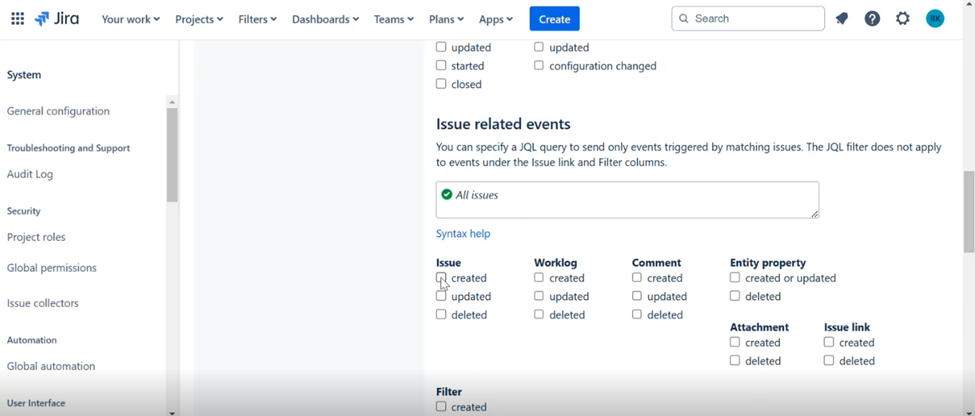 Jira Your work Projects Filters Dashboards Teams Plans Apps Create Search RK
System
General configuration
Troubleshooting and Support
Audit Log
Security
Project roles
Global permissions
Issue collectors
Automation
Global automation
User Interface
updated updated
started configuration changed
closed
Issue related events
You can specify a JQL query to send only events triggered by matching issues. The JQL filter does not apply
to events under the Issue link and Filter columns.
All issues
Syntax help
Issue Worklog Comment Entity property
created created created created or updated
updated updated updated deleted
deleted deleted deleted
Attachment Issue link
created created
deleted deleted
Filter
created